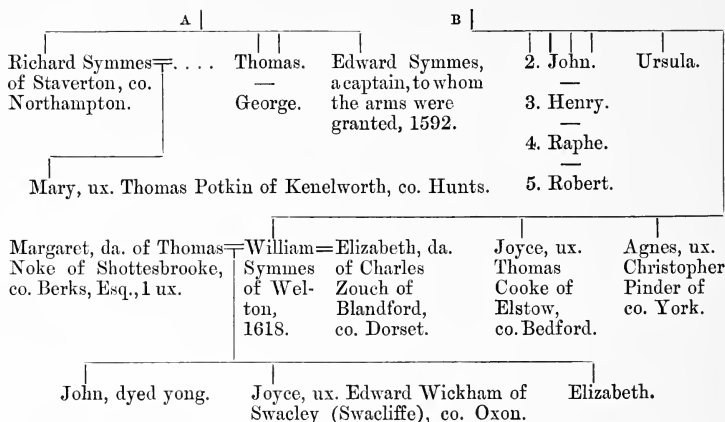 A B
Richard Symmes=.... Thomas. Edward Symmes, 2. John. Ursula.
of Staverton, co. — a captain, to whom —
Northampton. George. the arms were 3. Henry.
granted, 1592. —
4. Raphe.
—
Mary, ux. Thomas Potkin of Kenelworth, co. Hunts. 5. Robert.
Margaret, da. of Thomas=William=Elizabeth, da. Joyce, ux. Agnes, ux.
Noke of Shottesbrooke, Symmes of Charles Thomas Christopher
co. Berks, Esq., 1 ux. of Wel- Zouch of Cooke of Pinder of
ton, Blandford, Elstow, co. York.
1618. co. Dorset. co. Bedford.
John, dyed yong. Joyce, ux. Edward Wickham of Elizabeth.
Swacley (Swacliffe), co. Oxon.